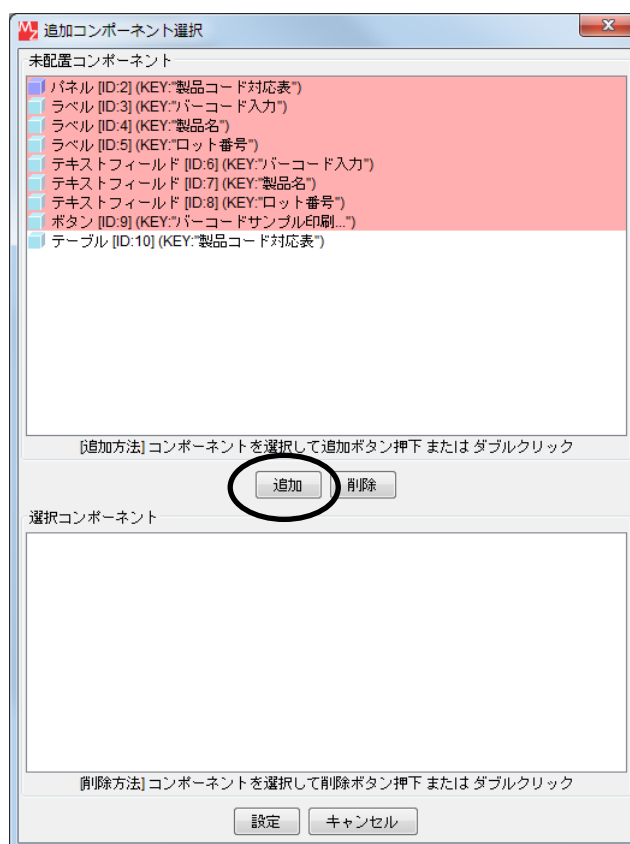 追加コンポーネント選択
未配置コンポーネント
パネル [ID:2] (KEY:"製品コード対応表")
ラベル [ID:3] (KEY:"バーコード入力")
ラベル [ID:4] (KEY:"製品名")
ラベル [ID:5] (KEY:"ロット番号")
テキストフィールド [ID:6] (KEY:"バーコード入力")
テキストフィールド [ID:7] (KEY:"製品名")
テキストフィールド [ID:8] (KEY:"ロット番号")
ボタン [ID:9] (KEY:"バーコードサンプル印刷...")
テーブル [ID:10] (KEY:"製品コード対応表")
[追加方法] コンポーネントを選択して追加ボタン押下 または ダブルクリック
追加 削除
選択コンポーネント
[削除方法] コンポーネントを選択して削除ボタン押下 または ダブルクリック
設定 キャンセル